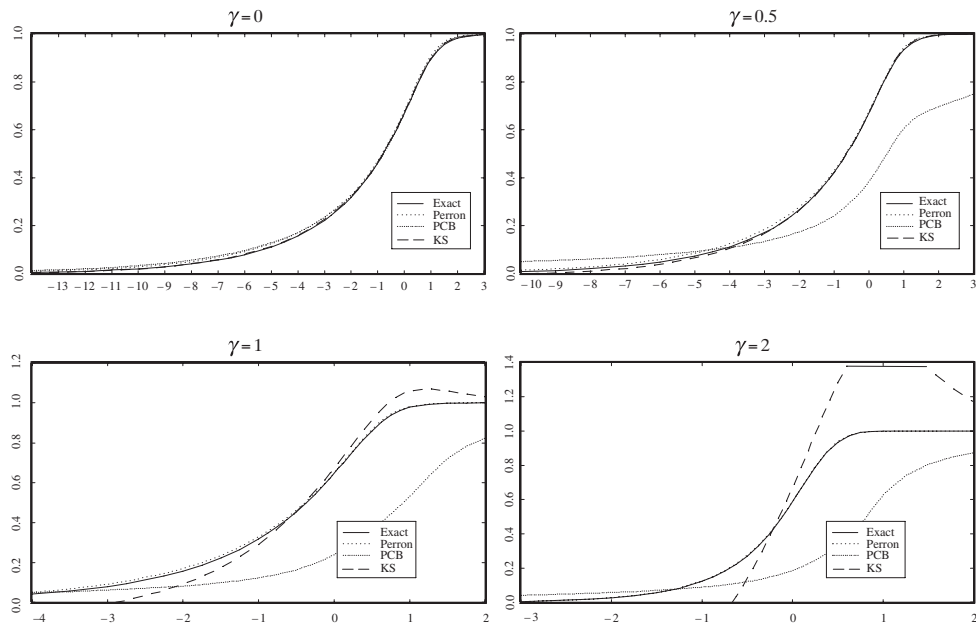 γ=0
1.0
0.8
0.6
0.4
0.2
0.0
Exact
Perron
PCB
KS
−13 −12 −11 −10 −9 −8 −7 −6 −5 −4 −3 −2 −1 0 1 2 3
γ=0.5
1.0
0.8
0.6
0.4
0.2
0.0
Exact
Perron
PCB
KS
−10 −9 −8 −7 −6 −5 −4 −3 −2 −1 0 1 2 3
γ=1
1.2
1.0
0.8
0.6
0.4
0.2
0.0
Exact
Perron
PCB
KS
−4 −3 −2 −1 0 1 2
γ=2
1.4
1.2
1.0
0.8
0.6
0.4
0.2
0.0
Exact
Perron
PCB
KS
−3 −2 −1 0 1 2